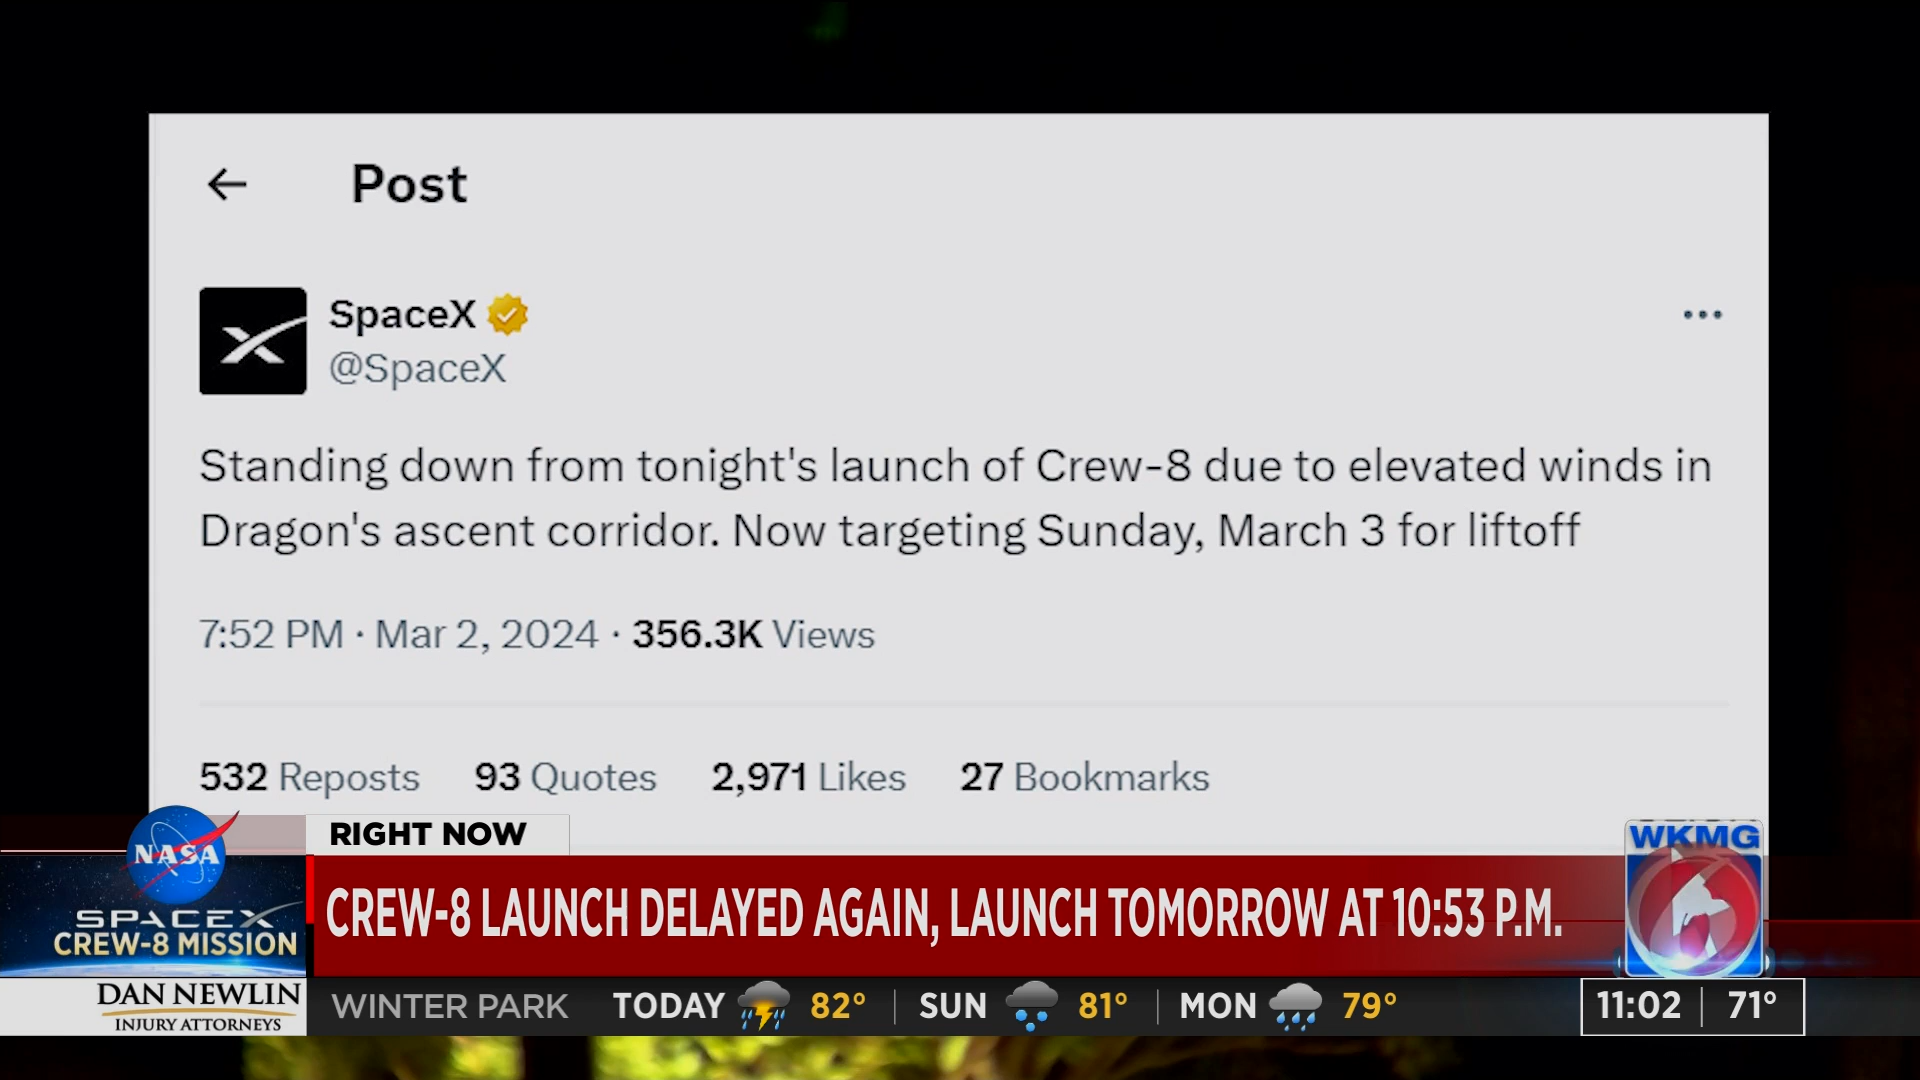 Post
SpaceX
@SpaceX
Standing down from tonight's launch of Crew-8 due to elevated winds in
Dragon's ascent corridor. Now targeting Sunday, March 3 for liftoff
7:52 PM · Mar 2, 2024 · 356.3K Views
532 Reposts 93 Quotes 2,971 Likes 27 Bookmarks
RIGHT NOW
NASA
SPACEX
CREW-8 MISSION
CREW-8 LAUNCH DELAYED AGAIN, LAUNCH TOMORROW AT 10:53 P.M.
WKMG
6
DAN NEWLIN
INJURY ATTORNEYS
WINTER PARK TODAY 82° SUN 81° MON 79°
11:02 71°